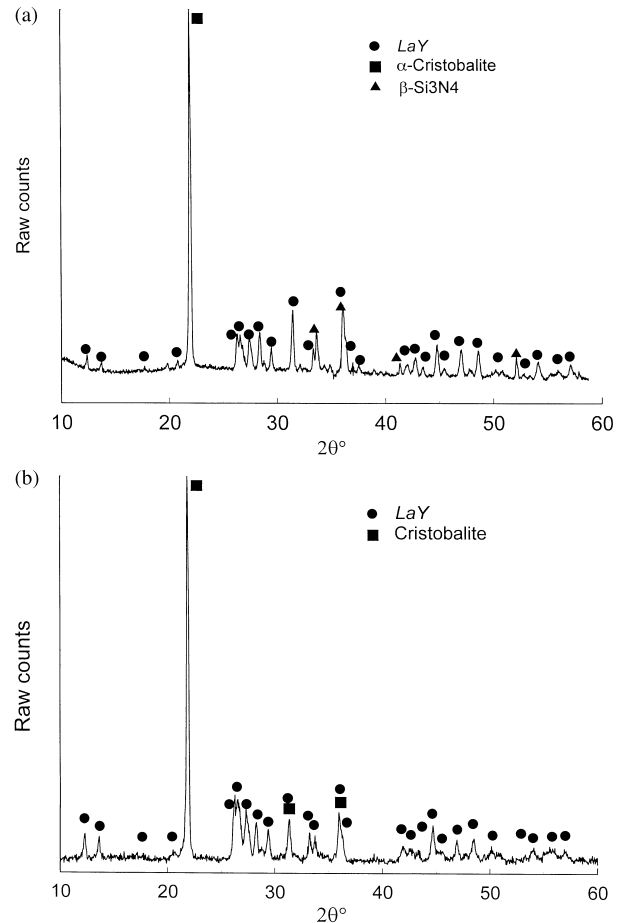 (a)
LaY
α-Cristobalite
β-Si3N4
Raw counts
10 20 30 40 50 60
2θ°
(b)
LaY
Cristobalite
Raw counts
10 20 30 40 50 60
2θ°